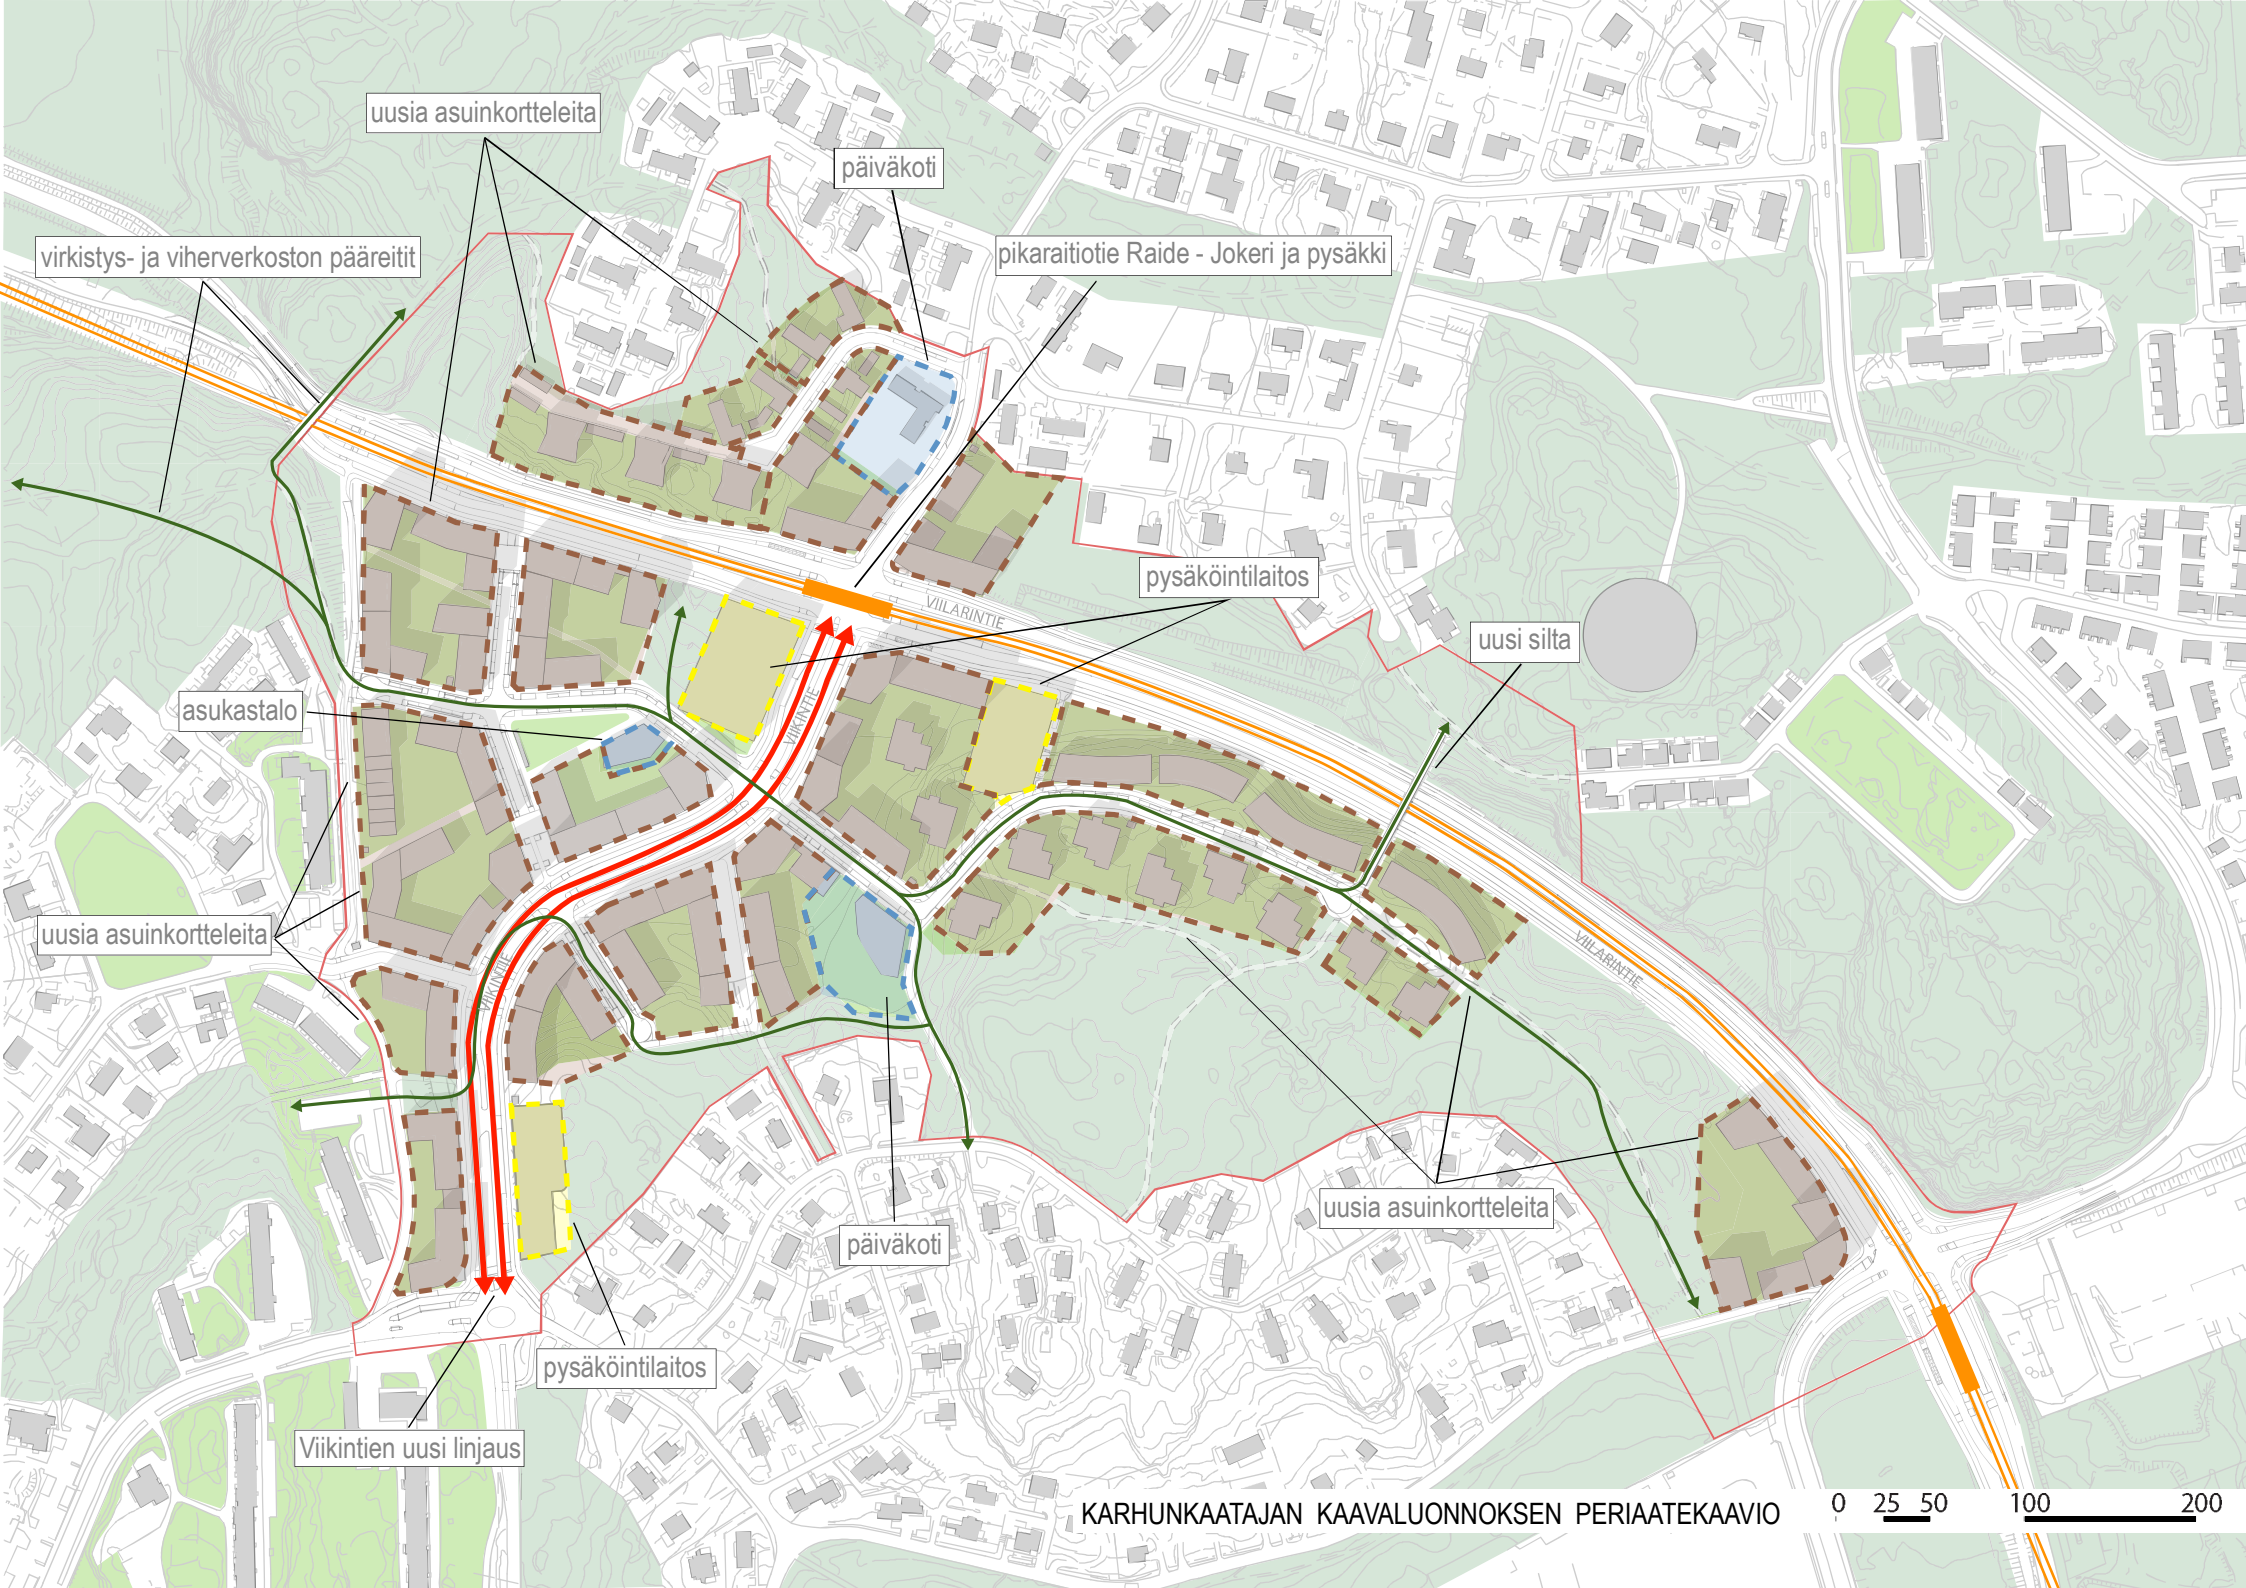 uusia asuinkortteleita
päiväkoti
virkistys- ja viherverkoston pääreitit
pikaraitiotie Raide - Jokeri ja pysäkki
pysäköintilaitos
VIILARINTIE
uusi silta
asukastalo
VIIKINTIE
uusia asuinkortteleita
VIIKINTIE
VIILARINTIE
uusia asuinkortteleita
päiväkoti
pysäköintilaitos
Viikintien uusi linjaus
KARHUNKAATAJAN KAAVALUONNOKSEN PERIAATEKAAVIO
0 25 50 100 200